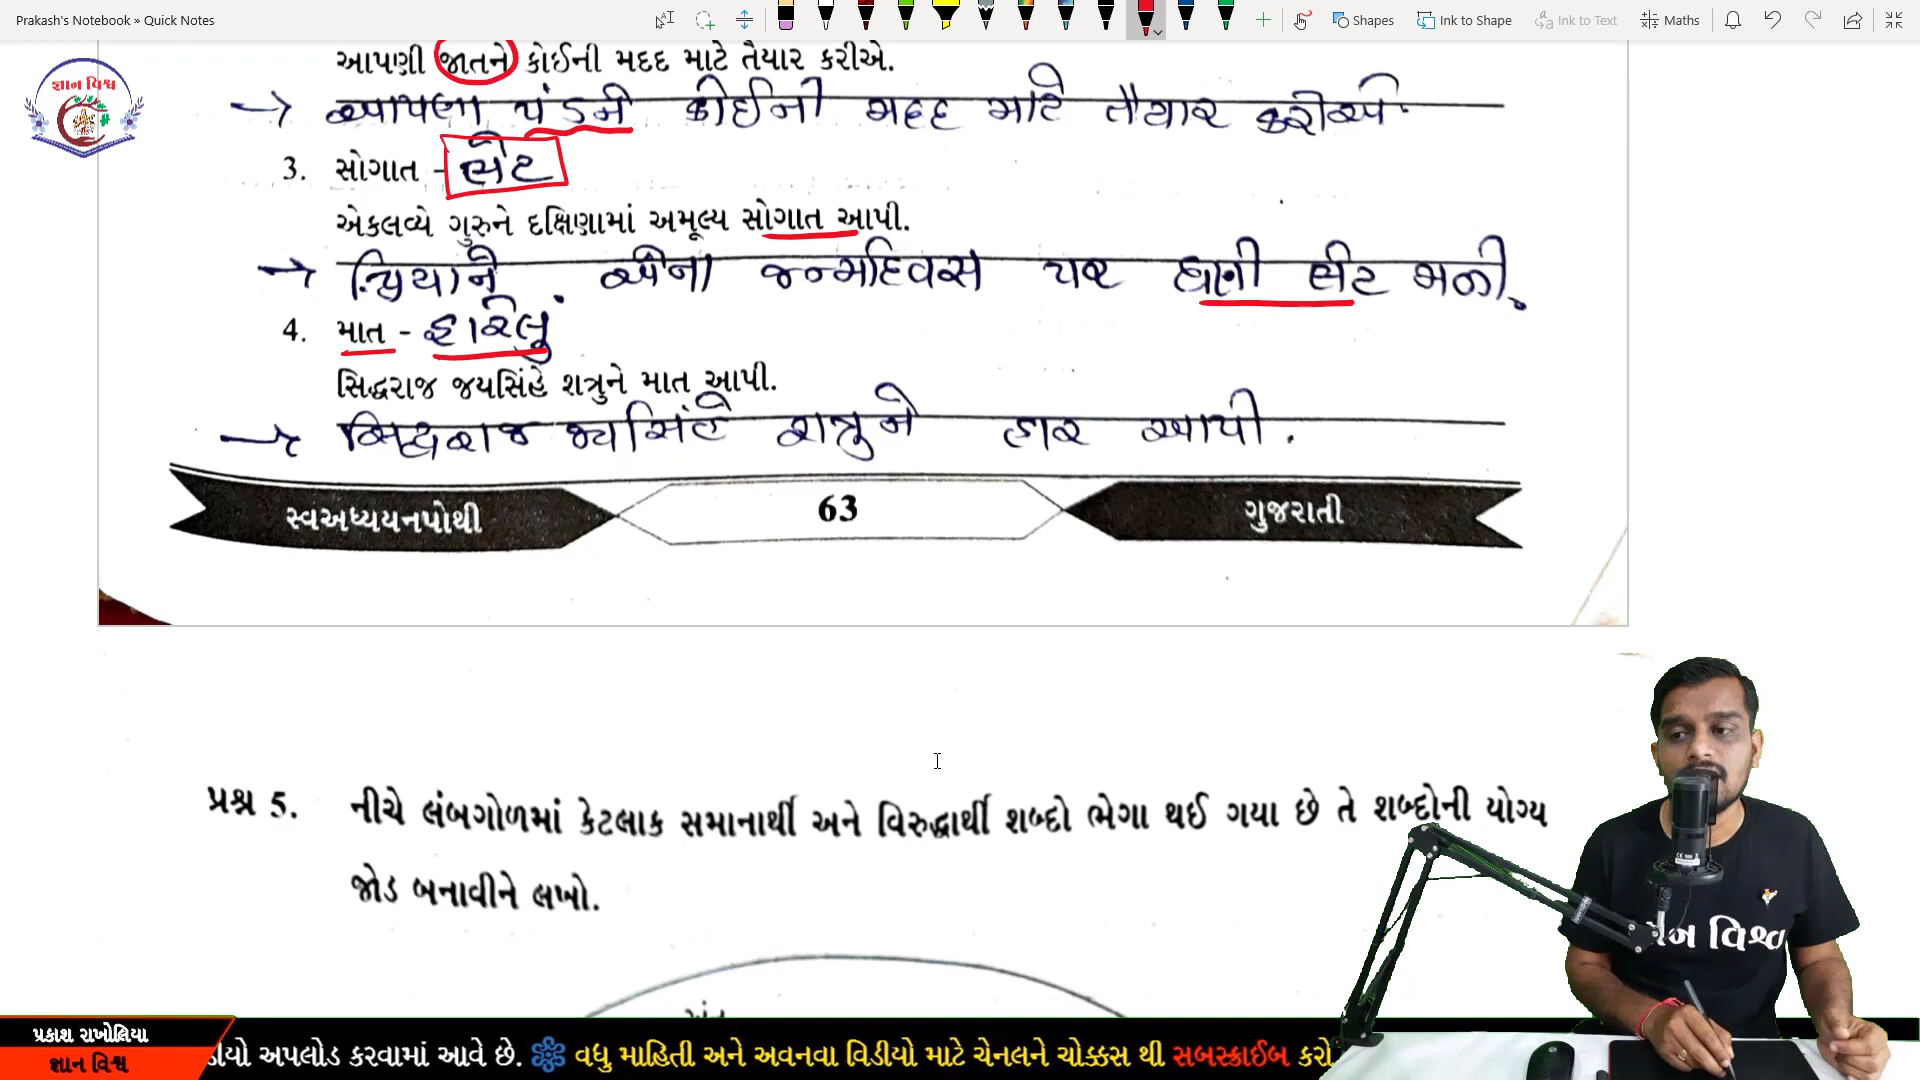 Prakash's Notebook » Quick Notes
Shapes
Ink to Shape
Ink to Text
Maths
જ્ઞાન વિશ્વ
આપણી જાતને કોઈની મદદ માટે તૈયાર કરીએ.
→ આપણા પંડને કોઈની મદદ માટે તૈયાર કરીએ.
3. સોગાત - ભેટ
એકલવ્યે ગુરુને દક્ષિણામાં અમૂલ્ય સોગાત આપી.
→ પ્રિયાને એના જન્મદિવસ પર ઘણી ભેટ મળી.
4. માત - હારેલું
સિદ્ધરાજ જયસિંહે શત્રુને માત આપી.
→ સિદ્ધરાજ જયસિંહે શત્રુને હાર આપી.
સ્વઅધ્યયનપોથી
63
ગુજરાતી
પ્રશ્ન 5. નીચે લંબગોળમાં કેટલાક સમાનાર્થી અને વિરુદ્ધાર્થી શબ્દો ભેગા થઈ ગયા છે તે શબ્દોની યોગ્ય
જોડ બનાવીને લખો.
વિશ્વ
પ્રકાશ રાખોલિયા
જ્ઞાન વિશ્વ
અપલોડ કરવામાં આવે છે. વધુ માહિતી અને અવનવા વિડીયો માટે ચેનલને ચોક્કસ થી સબસ્ક્રાઈબ કરો.